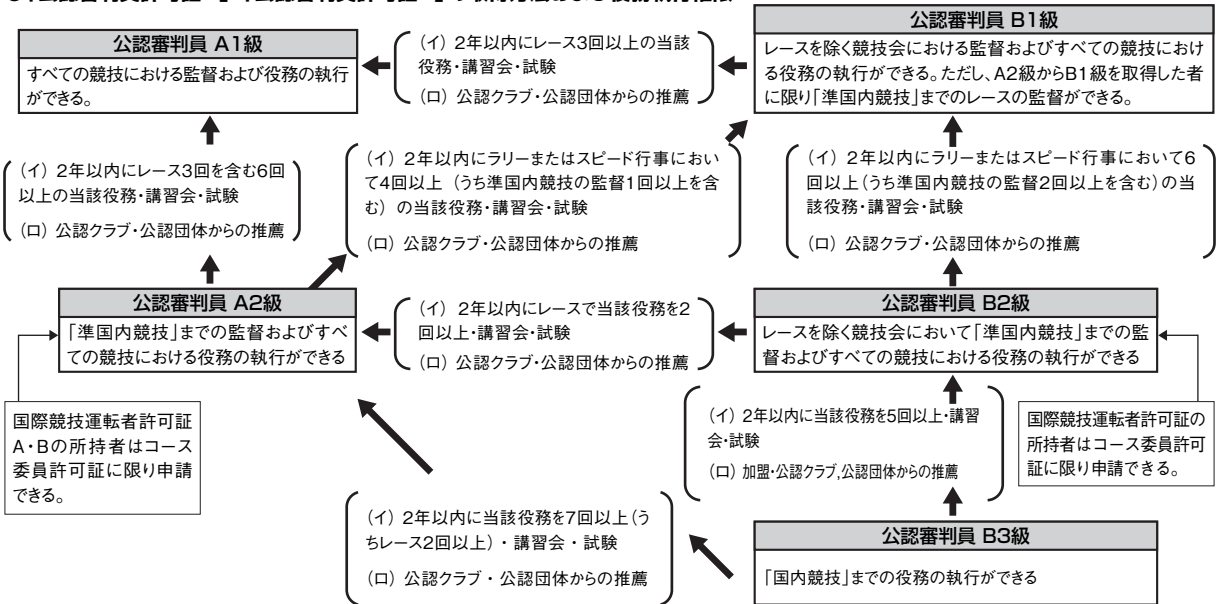 公認審判員 A1級
すべての競技における監督および役務の執行
ができる。
(イ) 2年以内にレース3回以上の当該
役務・講習会・試験
(ロ) 公認クラブ・公認団体からの推薦
公認審判員 B1級
レースを除く競技会における監督およびすべての競技におけ
る役務の執行ができる。ただし、A2級からB1級を取得した者
に限り「準国内競技」までのレースの監督ができる。
(イ) 2年以内にレース3回を含む6回
以上の当該役務・講習会・試験
(ロ) 公認クラブ・公認団体からの推薦
(イ) 2年以内にラリーまたはスピード行事におい
て4回以上 (うち準国内競技の監督1回以上を含
む) の当該役務・講習会・試験
(ロ) 公認クラブ・公認団体からの推薦
(イ) 2年以内にラリーまたはスピード行事において6
回以上(うち準国内競技の監督2回以上を含む)の当
該役務・講習会・試験
(ロ) 公認クラブ・公認団体からの推薦
公認審判員 A2級
「準国内競技」までの監督およびすべ
ての競技における役務の執行ができる
(イ) 2年以内にレースで当該役務を2
回以上・講習会・試験
(ロ) 公認クラブ・公認団体からの推薦
公認審判員 B2級
レースを除く競技会において「準国内競技」までの監
督およびすべての競技における役務の執行ができる
国際競技運転者許可証
A・Bの所持者はコース
委員許可証に限り申請
できる。
(イ) 2年以内に当該役務を5回以上・講習
会・試験
(ロ) 加盟・公認クラブ,公認団体からの推薦
国際競技運転者許可証の
所持者はコース委員許可
証に限り申請できる。
(イ) 2年以内に当該役務を7回以上(う
ちレース2回以上)・講習会・試験
(ロ) 公認クラブ・公認団体からの推薦
公認審判員 B3級
「国内競技」までの役務の執行ができる